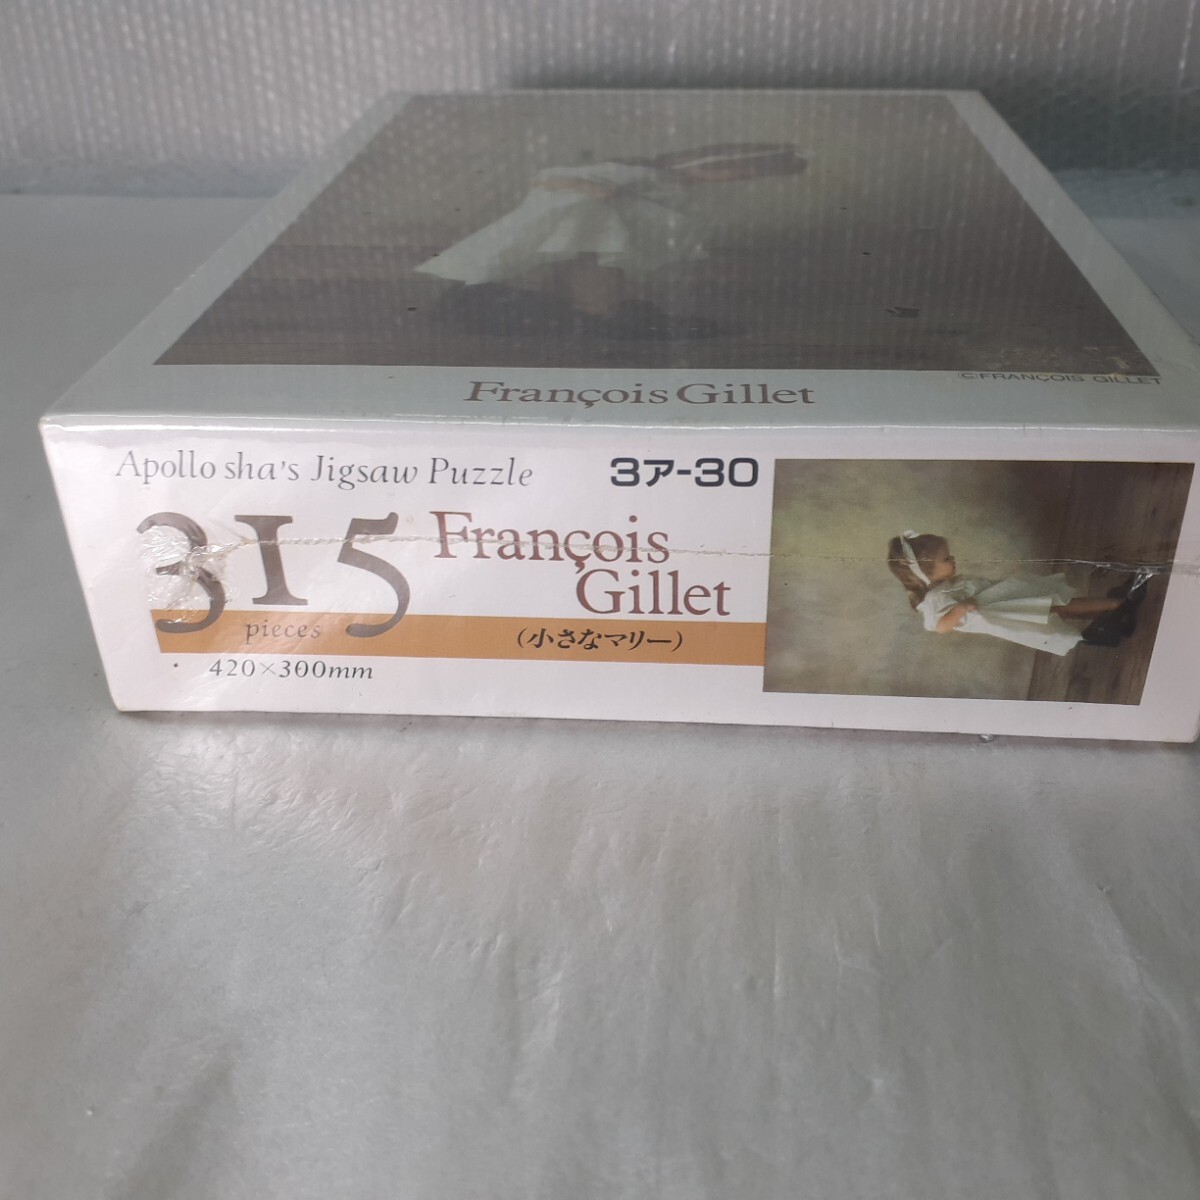 François Gillet
©FRANÇOIS GILLET
Apollo sha's Jigsaw Puzzle
3ア-30
315
pieces
François
Gillet
(小さなマリー)
420×300mm